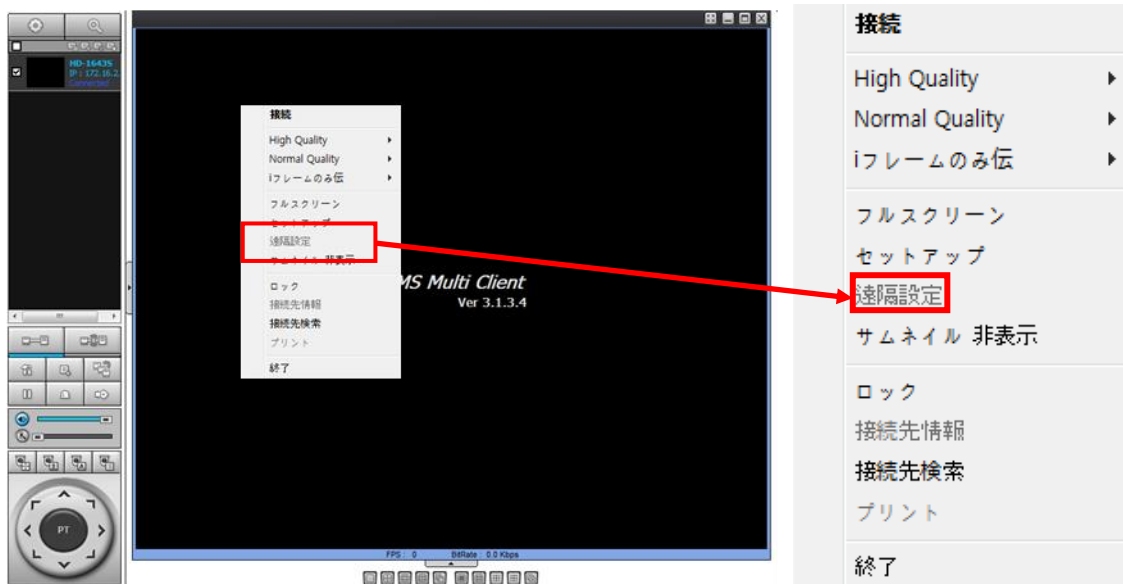 HD-1643S
IP : 172.16.2
Connected
接続
High Quality
Normal Quality
iフレームのみ伝
フルスクリーン
セットアップ
遠隔設定
サムネイル 非表示
ロック
接続先情報
接続先検索
プリント
終了
MS Multi Client
Ver 3.1.3.4
PT
FPS : 0 BitRate : 0.0 Kbps
接続
High Quality
Normal Quality
iフレームのみ伝
フルスクリーン
セットアップ
遠隔設定
サムネイル 非表示
ロック
接続先情報
接続先検索
プリント
終了